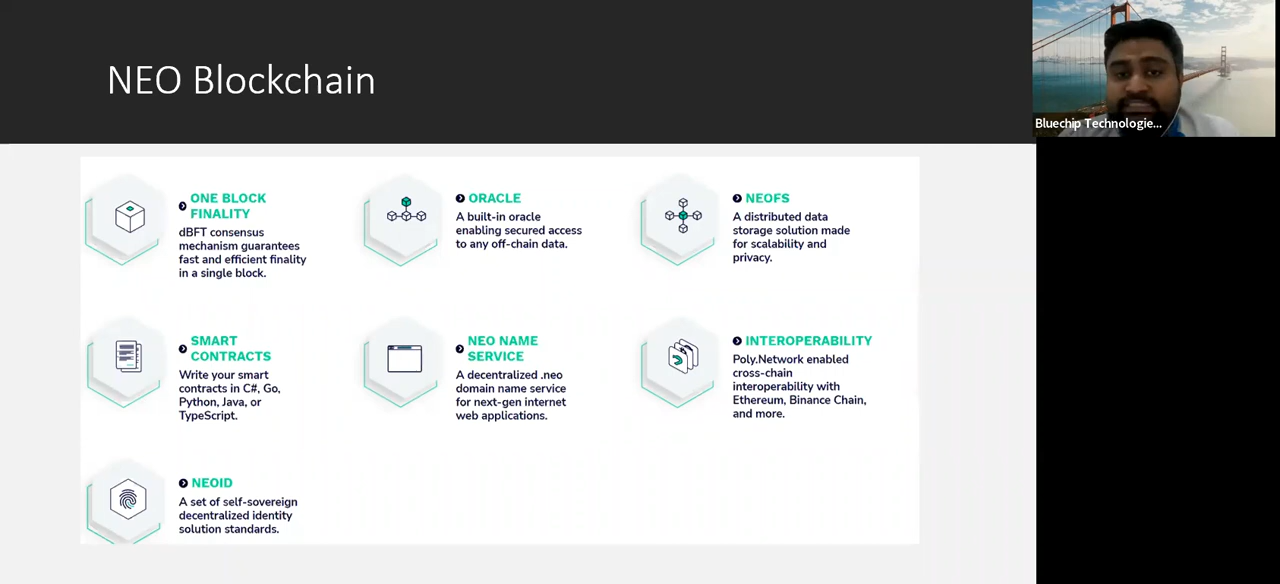 NEO Blockchain
Bluechip Technologie...
ONE BLOCK
FINALITY
dBFT consensus
mechanism guarantees
fast and efficient finality
in a single block.
ORACLE
A built-in oracle
enabling secured access
to any off-chain data.
NEOFS
A distributed data
storage solution made
for scalability and
privacy.
SMART
CONTRACTS
Write your smart
contracts in C#, Go,
Python, Java, or
TypeScript.
NEO NAME
SERVICE
A decentralized .neo
domain name service
for next-gen internet
web applications.
INTEROPERABILITY
Poly.Network enabled
cross-chain
interoperability with
Ethereum, Binance Chain,
and more.
NEOID
A set of self-sovereign
decentralized identity
solution standards.